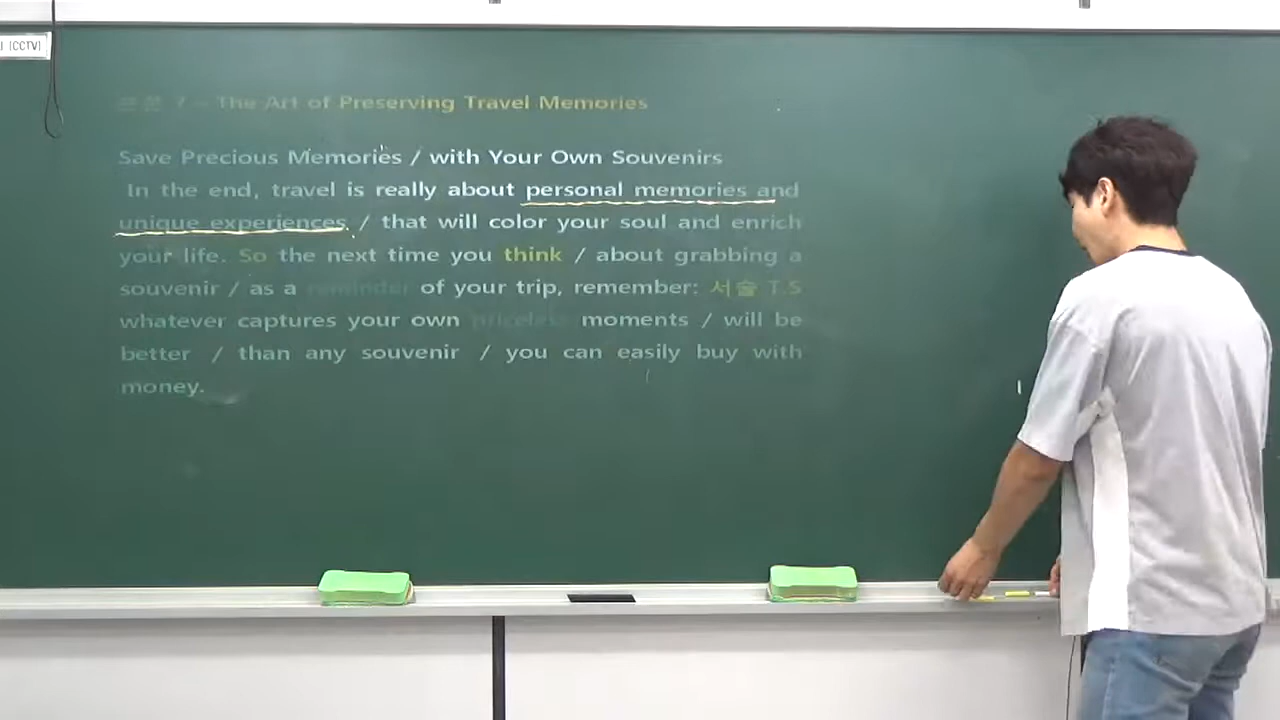 (CCTV)
본문 7 - The Art of Preserving Travel Memories
Save Precious Memories / with Your Own Souvenirs
In the end, travel is really about personal memories and
unique experiences / that will color your soul and enrich
your life. So the next time you think / about grabbing a
souvenir / as a reminder of your trip, remember: 서술 T.S
whatever captures your own priceless moments / will be
better / than any souvenir / you can easily buy with
money.